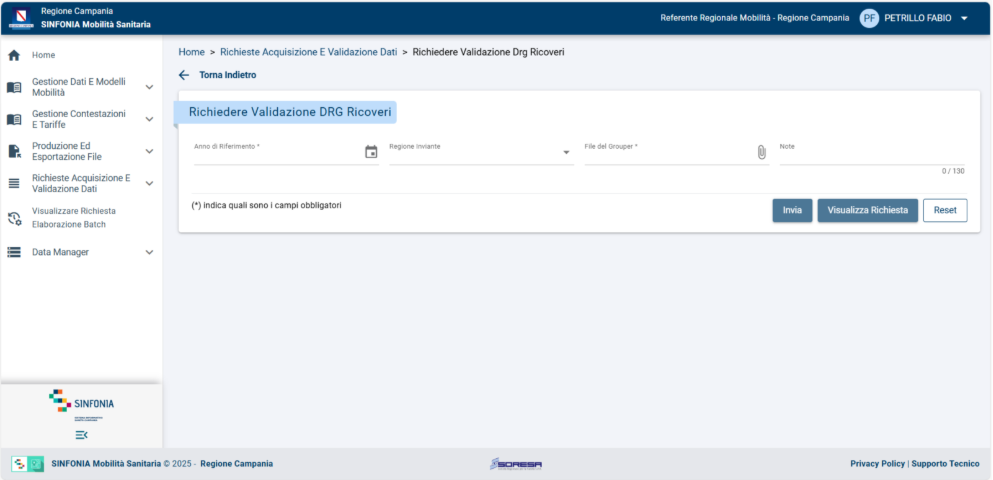 Regione Campania
SINFONIA Mobilità Sanitaria
Referente Regionale Mobilità - Regione Campania
PF
PETRILLO FABIO
Home
Gestione Dati E Modelli
Mobilità
Gestione Contestazioni
E Tariffe
Produzione Ed
Esportazione File
Richieste Acquisizione E
Validazione Dati
Visualizzare Richiesta
Elaborazione Batch
Data Manager
Home > Richieste Acquisizione E Validazione Dati > Richiedere Validazione Drg Ricoveri
Torna Indietro
Richiedere Validazione DRG Ricoveri
Anno di Riferimento *
Regione Inviante
File del Grouper *
Note
0 / 130
(*) indica quali sono i campi obbligatori
Invia
Visualizza Richiesta
Reset
SINFONIA
SINFONIA Mobilità Sanitaria © 2025 - Regione Campania
SORESA
Privacy Policy | Supporto Tecnico